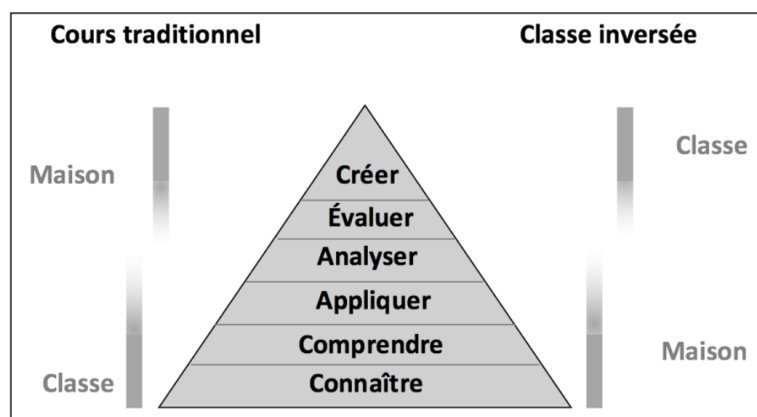 Cours traditionnel
Classe inversée
Maison
Classe
Créer
Évaluer
Analyser
Appliquer
Comprendre
Connaître
Classe
Maison